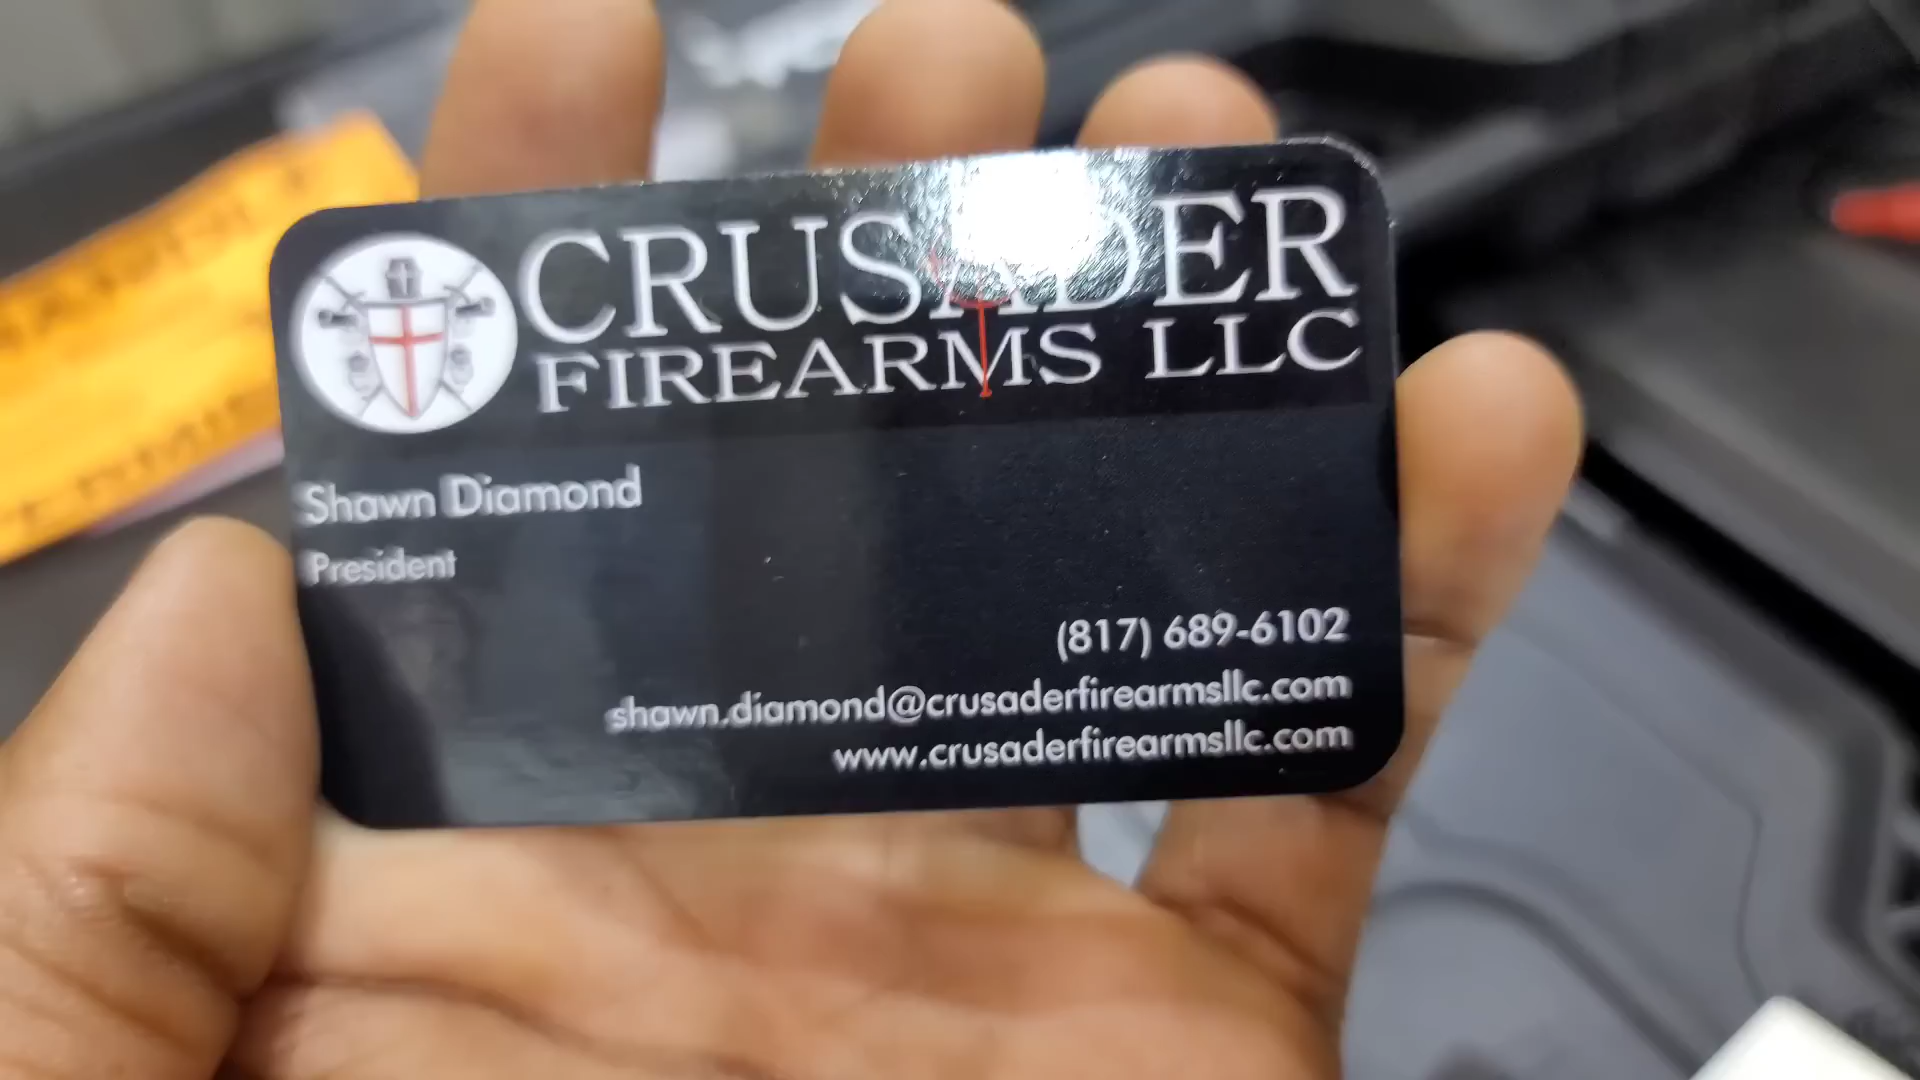 CRUSADER
FIREARMS LLC
Shawn Diamond
President
(817) 689-6102
shawn.diamond@crusaderfirearmsllc.com
www.crusaderfirearmsllc.com